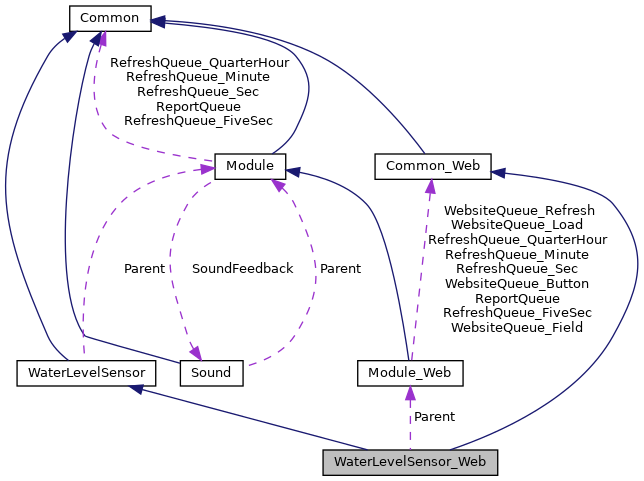 Common
RefreshQueue_QuarterHour
RefreshQueue_Minute
RefreshQueue_Sec
ReportQueue
RefreshQueue_FiveSec
Module
Common_Web
WebsiteQueue_Refresh
WebsiteQueue_Load
RefreshQueue_QuarterHour
RefreshQueue_Minute
RefreshQueue_Sec
WebsiteQueue_Button
ReportQueue
RefreshQueue_FiveSec
WebsiteQueue_Field
Parent
SoundFeedback
Parent
WaterLevelSensor
Sound
Module_Web
Parent
WaterLevelSensor_Web